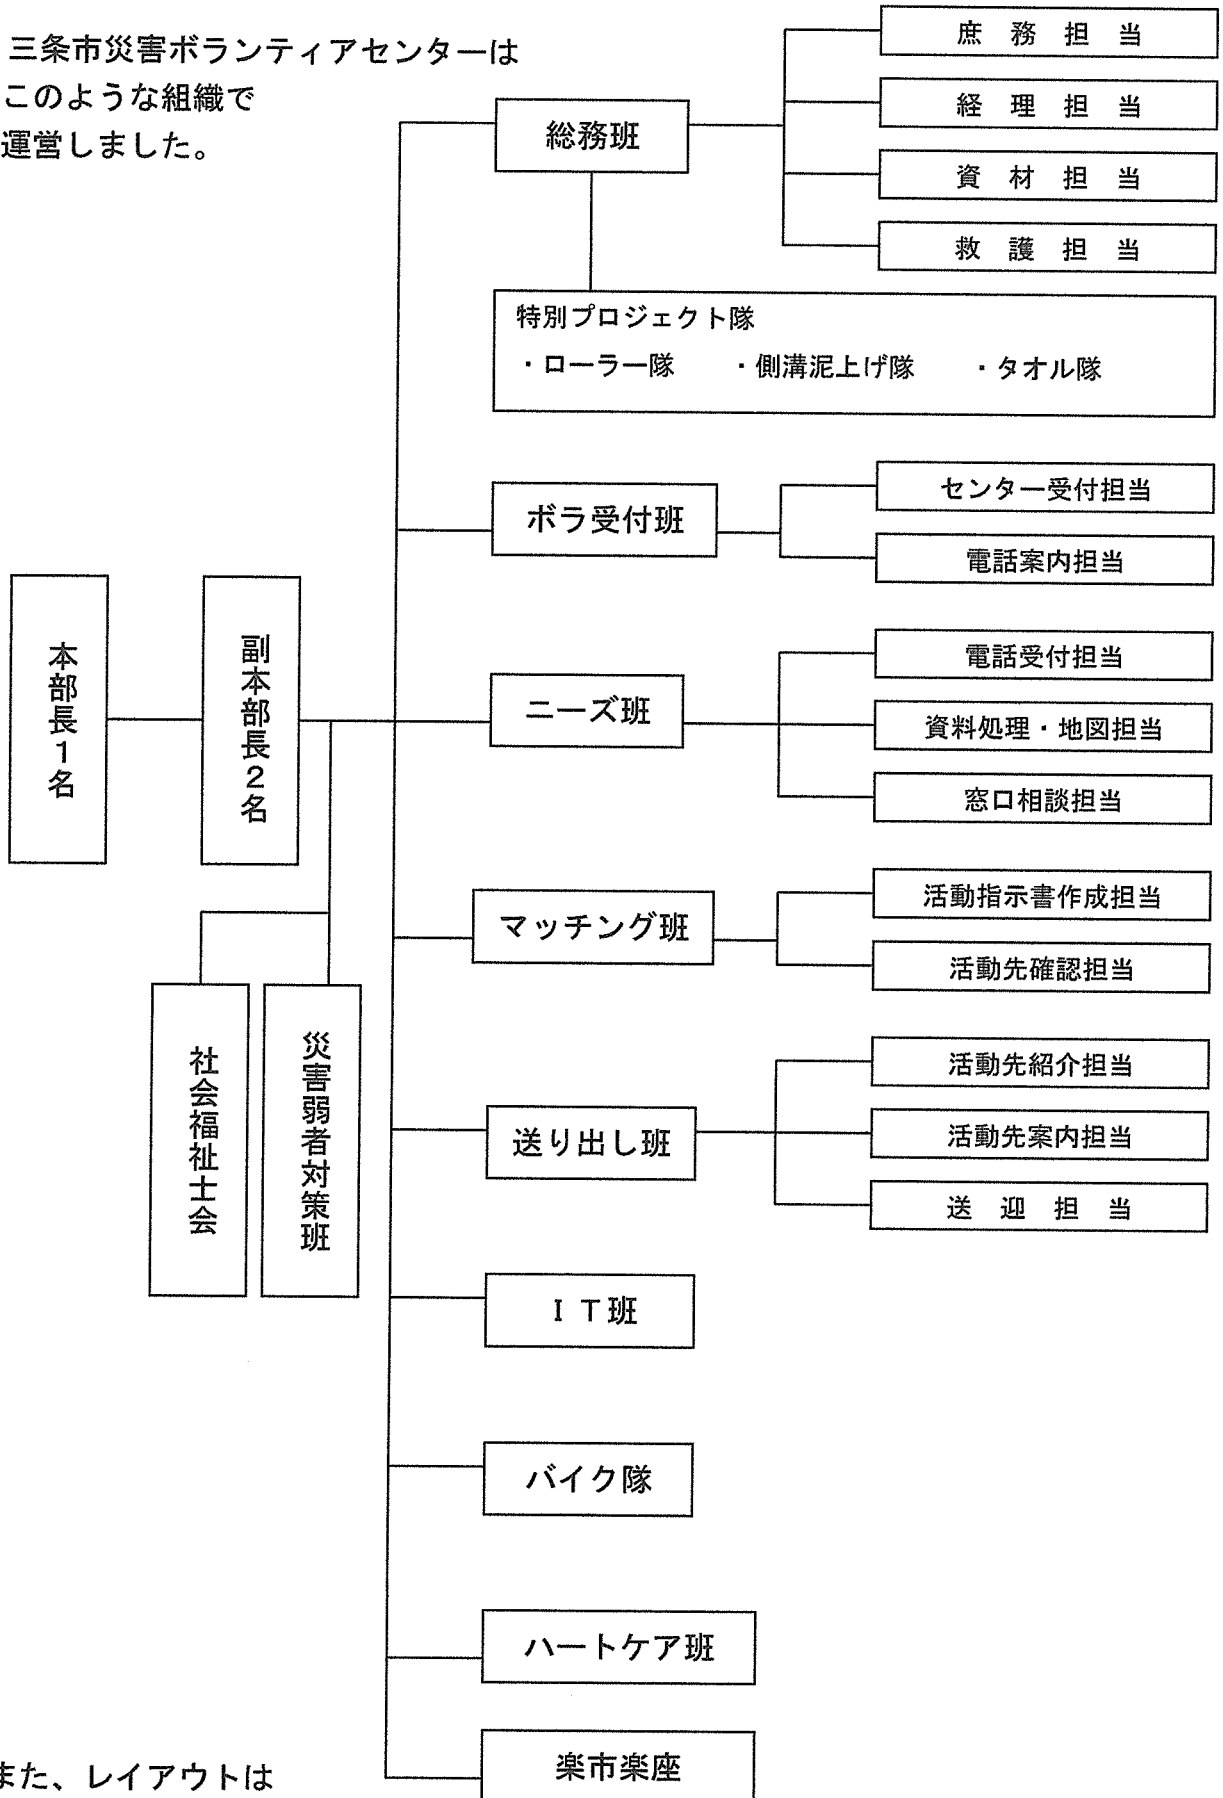 三条市災害ボランティアセンターは
このような組織で
運営しました。
本部長1名
副本部長2名
社会福祉士会
災害弱者対策班
総務班
庶務担当
経理担当
資材担当
救護担当
特別プロジェクト隊
・ローラー隊 ・側溝泥上げ隊 ・タオル隊
ボラ受付班
センター受付担当
電話案内担当
ニーズ班
電話受付担当
資料処理・地図担当
窓口相談担当
マッチング班
活動指示書作成担当
活動先確認担当
送り出し班
活動先紹介担当
活動先案内担当
送迎担当
IT班
バイク隊
ハートケア班
楽市楽座
また、レイアウトは